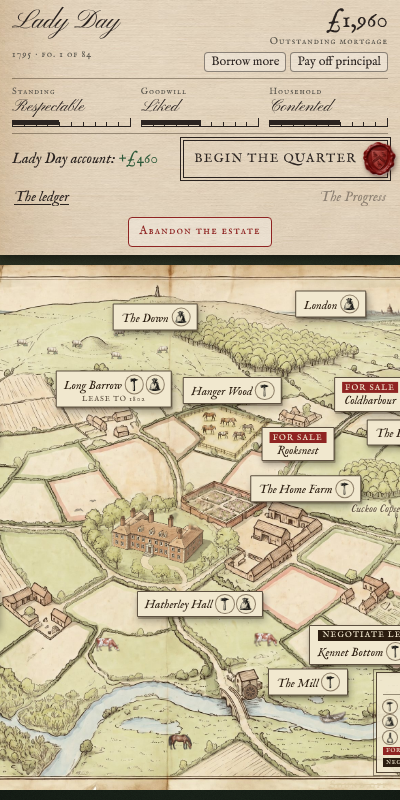 Lady Day
£1,960
Outstanding mortgage
1795 · fo. 1 of 84
Borrow more
Pay off principal
Standing
Goodwill
Household
Respectable
Liked
Contented
Lady Day account: +£460
BEGIN THE QUARTER
The ledger
The Progress
Abandon the estate
London
The Down
Long Barrow
LEASE TO 1802
Hanger Wood
FOR SALE
Coldharbour
FOR SALE
Rooksnest
The Home Farm
Cuckoo Copse
Hatherley Hall
NEGOTIATE
Kennet Bottom
The Mill